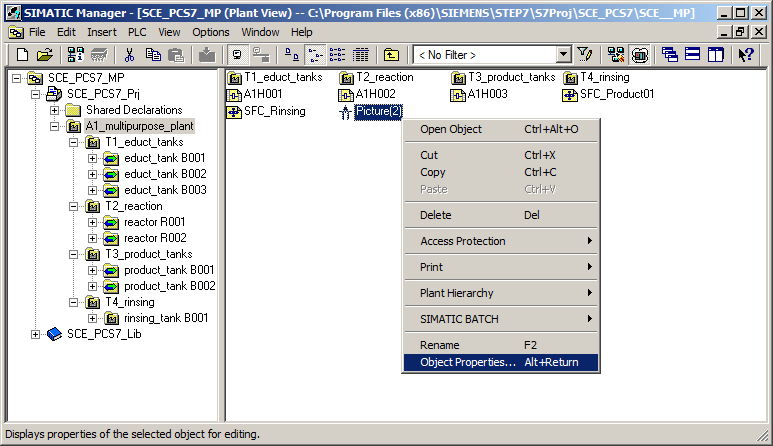 SIMATIC Manager - [SCE_PCS7_MP (Plant View) -- C:\Program Files (x86)\SIEMENS\STEP7\S7Proj\SCE_PCS7\SCE__MP]
File Edit Insert PLC View Options Window Help
< No Filter >
SCE_PCS7_MP
SCE_PCS7_Prj
Shared Declarations
A1_multipurpose_plant
T1_educt_tanks
educt_tank B001
educt_tank B002
educt_tank B003
T2_reaction
reactor R001
reactor R002
T3_product_tanks
product_tank B001
product_tank B002
T4_rinsing
rinsing_tank B001
SCE_PCS7_Lib
T1_educt_tanks T2_reaction T3_product_tanks T4_rinsing
A1H001 A1H002 A1H003 SFC_Product01
SFC_Rinsing Picture(2)
Open Object Ctrl+Alt+O
Cut Ctrl+X
Copy Ctrl+C
Paste Ctrl+V
Delete Del
Access Protection
Print
Plant Hierarchy
SIMATIC BATCH
Rename F2
Object Properties... Alt+Return
Displays properties of the selected object for editing.